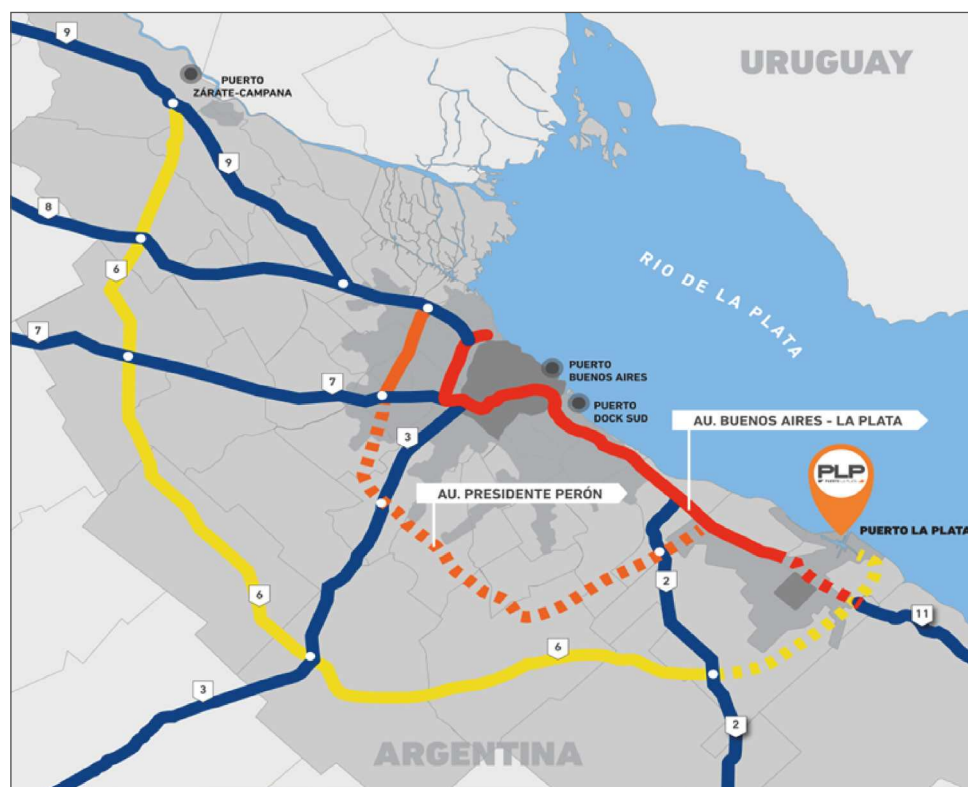 9
URUGUAY
PUERTO
ZÁRATE-CAMPANA
9
8
6
RIO DE LA PLATA
7
7
PUERTO
BUENOS AIRES
PUERTO
DOCK SUD
AU. BUENOS AIRES - LA PLATA
3
PLP
AU. PRESIDENTE PERÓN
PUERTO LA PLATA
2
6
11
6
3
2
ARGENTINA